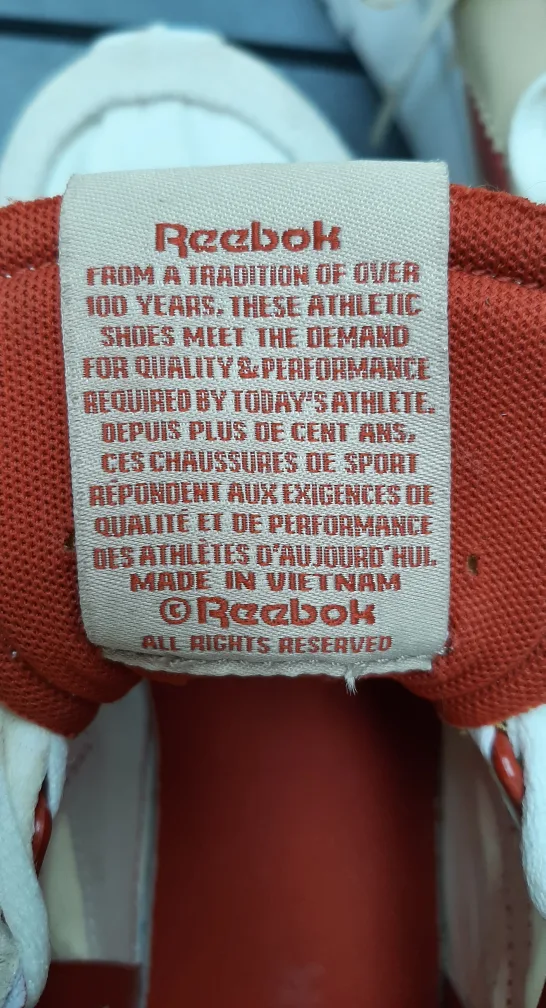 Reebok
FROM A TRADITION OF OVER
100 YEARS, THESE ATHLETIC
SHOES MEET THE DEMAND
FOR QUALITY & PERFORMANCE
REQUIRED BY TODAY'S ATHLETE.
DEPUIS PLUS DE CENT ANS,
CES CHAUSSURES DE SPORT
RÉPONDENT AUX EXIGENCES DE
QUALITÉ ET DE PERFORMANCE
DES ATHLÈTES D'AUJOURD'HUI.
MADE IN VIETNAM
© Reebok
ALL RIGHTS RESERVED